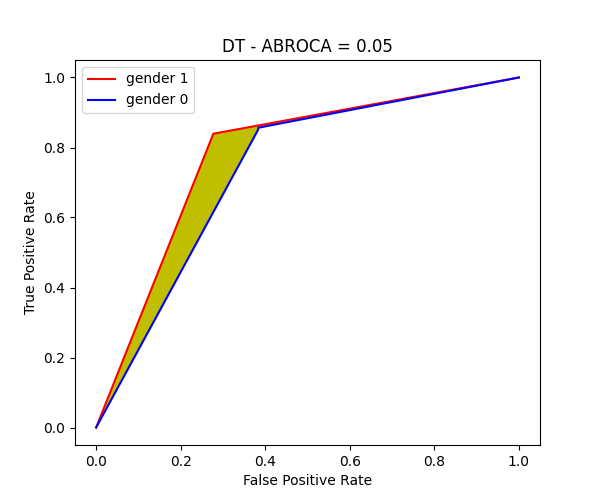 DT - ABROCA = 0.05
gender 1
gender 0
True Positive Rate
1.0
0.8
0.6
0.4
0.2
0.0
0.0 0.2 0.4 0.6 0.8 1.0
False Positive Rate